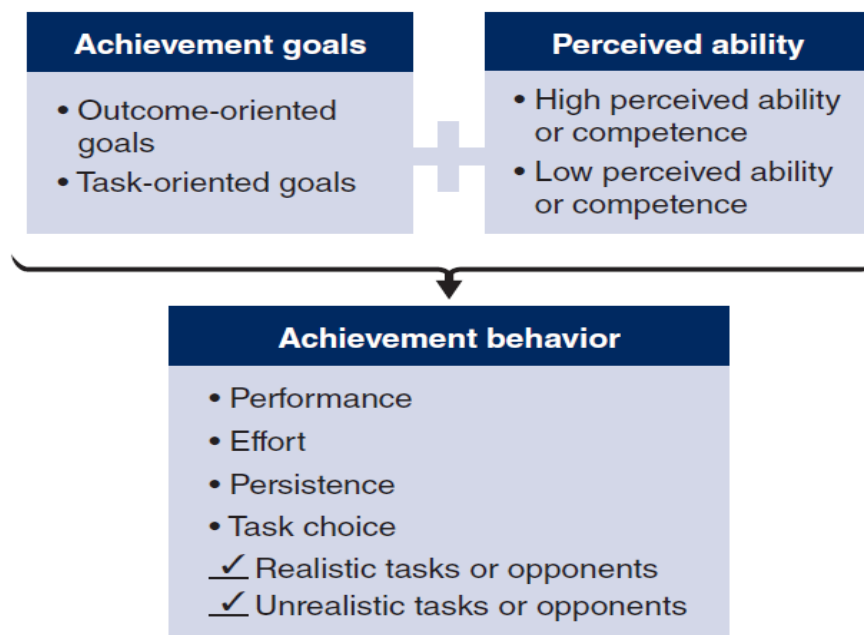 Achievement goals
• Outcome-oriented
goals
• Task-oriented goals
Perceived ability
• High perceived ability
or competence
• Low perceived ability
or competence
Achievement behavior
• Performance
• Effort
• Persistence
• Task choice
✓ Realistic tasks or opponents
✓ Unrealistic tasks or opponents